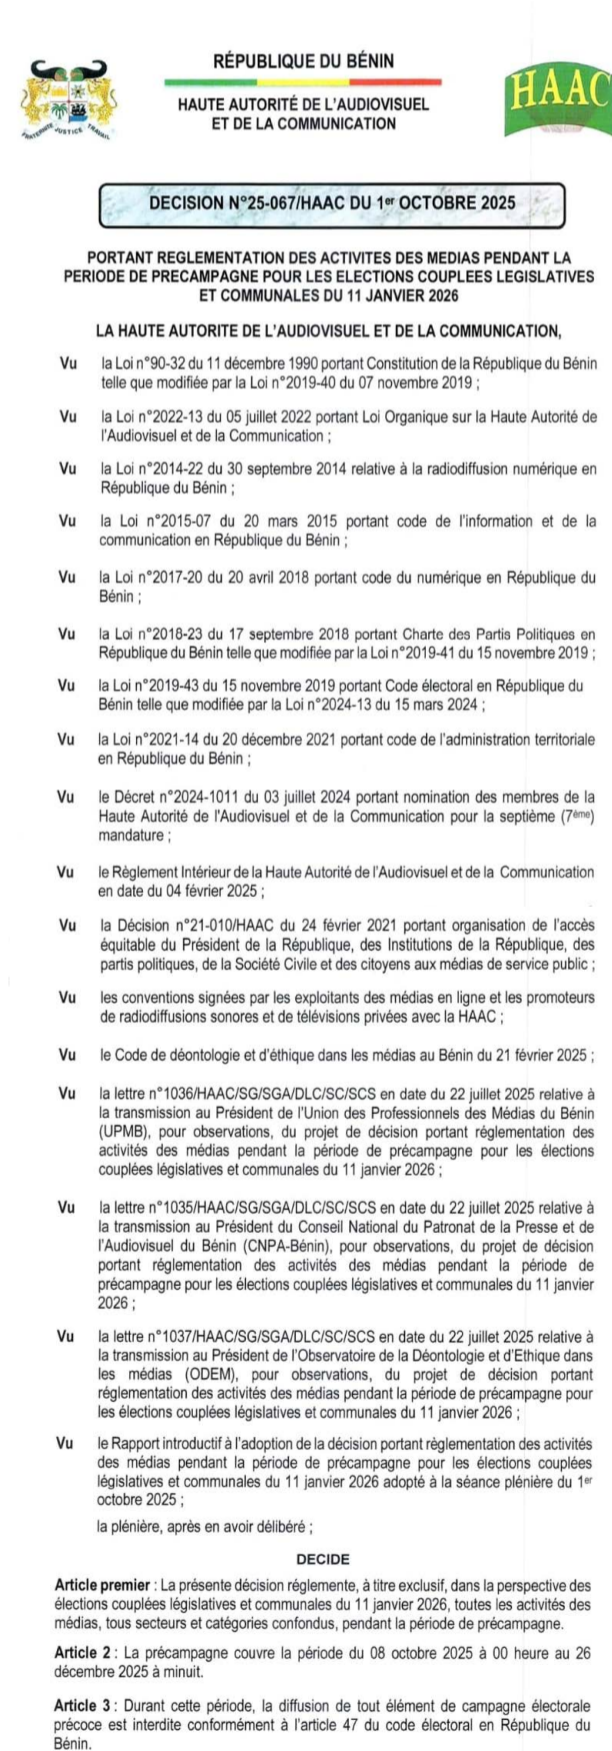 RÉPUBLIQUE DU BÉNIN
HAUTE AUTORITÉ DE L'AUDIOVISUEL
ET DE LA COMMUNICATION
HAAC
FRATERNITE JUSTICE TRAVAIL
DECISION N°25-067/HAAC DU 1er OCTOBRE 2025
PORTANT REGLEMENTATION DES ACTIVITES DES MEDIAS PENDANT LA
PERIODE DE PRECAMPAGNE POUR LES ELECTIONS COUPLEES LEGISLATIVES
ET COMMUNALES DU 11 JANVIER 2026
LA HAUTE AUTORITE DE L'AUDIOVISUEL ET DE LA COMMUNICATION,
Vu la Loi n°90-32 du 11 décembre 1990 portant Constitution de la République du Bénin
telle que modifiée par la Loi n°2019-40 du 07 novembre 2019 ;
Vu la Loi n°2022-13 du 05 juillet 2022 portant Loi Organique sur la Haute Autorité de
l'Audiovisuel et de la Communication ;
Vu la Loi n°2014-22 du 30 septembre 2014 relative à la radiodiffusion numérique en
République du Bénin ;
Vu la Loi n°2015-07 du 20 mars 2015 portant code de l'information et de la
communication en République du Bénin ;
Vu la Loi n°2017-20 du 20 avril 2018 portant code du numérique en République du
Bénin ;
Vu la Loi n°2018-23 du 17 septembre 2018 portant Charte des Partis Politiques en
République du Bénin telle que modifiée par la Loi n°2019-41 du 15 novembre 2019 ;
Vu la Loi n°2019-43 du 15 novembre 2019 portant Code électoral en République du
Bénin telle que modifiée par la Loi n°2024-13 du 15 mars 2024 ;
Vu la Loi n°2021-14 du 20 décembre 2021 portant code de l'administration territoriale
en République du Bénin ;
Vu le Décret n°2024-1011 du 03 juillet 2024 portant nomination des membres de la
Haute Autorité de l'Audiovisuel et de la Communication pour la septième (7ème)
mandature ;
Vu le Règlement Intérieur de la Haute Autorité de l'Audiovisuel et de la Communication
en date du 04 février 2025 ;
Vu la Décision n°21-010/HAAC du 24 février 2021 portant organisation de l'accès
équitable du Président de la République, des Institutions de la République, des
partis politiques, de la Société Civile et des citoyens aux médias de service public ;
Vu les conventions signées par les exploitants des médias en ligne et les promoteurs
de radiodiffusions sonores et de télévisions privées avec la HAAC ;
Vu le Code de déontologie et d'éthique dans les médias au Bénin du 21 février 2025 ;
Vu la lettre n°1036/HAAC/SG/SGA/DLC/SC/SCS en date du 22 juillet 2025 relative à
la transmission au Président de l'Union des Professionnels des Médias du Bénin
(UPMB), pour observations, du projet de décision portant réglementation des
activités des médias pendant la période de précampagne pour les élections
couplées législatives et communales du 11 janvier 2026 ;
Vu la lettre n°1035/HAAC/SG/SGA/DLC/SC/SCS en date du 22 juillet 2025 relative à
la transmission au Président du Conseil National du Patronat de la Presse et de
l'Audiovisuel du Bénin (CNPA-Bénin), pour observations, du projet de décision
portant réglementation des activités des médias pendant la période de
précampagne pour les élections couplées législatives et communales du 11 janvier
2026 ;
Vu la lettre n°1037/HAAC/SG/SGA/DLC/SC/SCS en date du 22 juillet 2025 relative à
la transmission au Président de l'Observatoire de la Déontologie et d'Ethique dans
les médias (ODEM), pour observations, du projet de décision portant
réglementation des activités des médias pendant la période de précampagne pour
les élections couplées législatives et communales du 11 janvier 2026 ;
Vu le Rapport introductif à l'adoption de la décision portant règlementation des activités
des médias pendant la période de précampagne pour les élections couplées
législatives et communales du 11 janvier 2026 adopté à la séance plénière du 1er
octobre 2025 ;
la plénière, après en avoir délibéré ;
DECIDE
Article premier : La présente décision réglemente, à titre exclusif, dans la perspective des
élections couplées législatives et communales du 11 janvier 2026, toutes les activités des
médias, tous secteurs et catégories confondus, pendant la période de précampagne.
Article 2 : La précampagne couvre la période du 08 octobre 2025 à 00 heure au 26
décembre 2025 à minuit.
Article 3 : Durant cette période, la diffusion de tout élément de campagne électorale
précoce est interdite conformément à l'article 47 du code électoral en République du
Bénin.